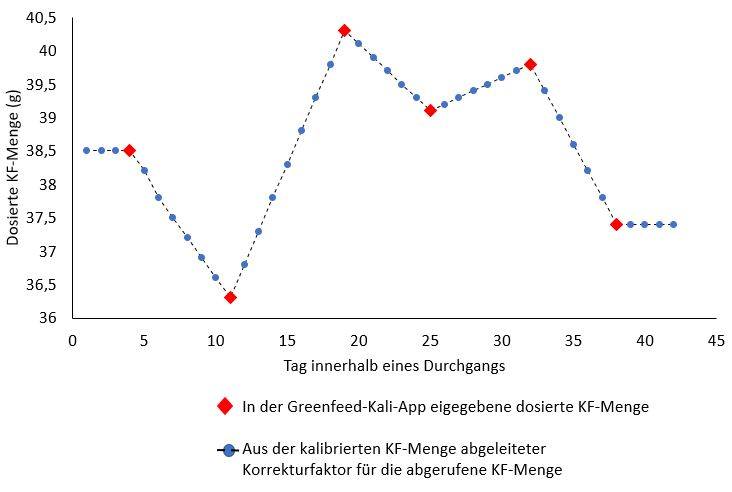 40,5
40
39,5
39
38,5
38
37,5
37
36,5
36
Dosierte KF-Menge (g)
0 5 10 15 20 25 30 35 40 45
Tag innerhalb eines Durchgangs
In der Greenfeed-Kali-App eigegebene dosierte KF-Menge
Aus der kalibrierten KF-Menge abgeleiteter
Korrekturfaktor für die abgerufene KF-Menge